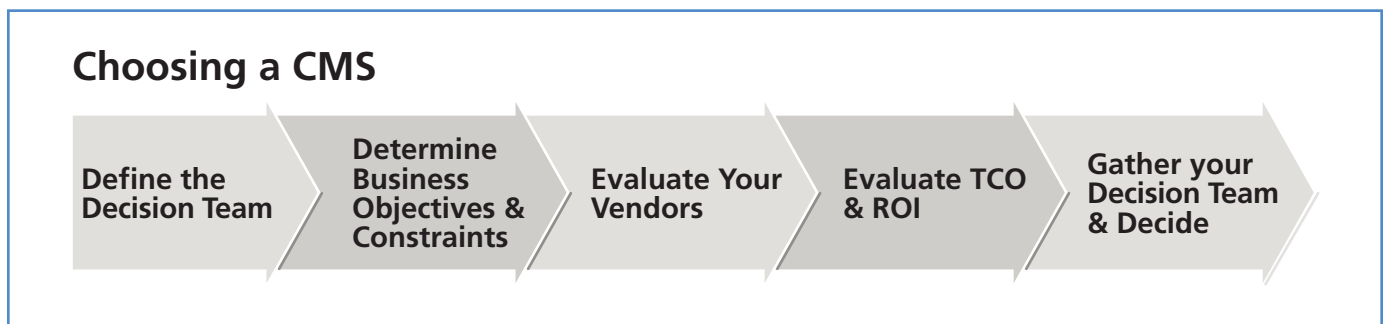 Choosing a CMS
Define the
Decision Team
Determine
Business
Objectives &
Constraints
Evaluate Your
Vendors
Evaluate TCO
& ROI
Gather your
Decision Team
& Decide